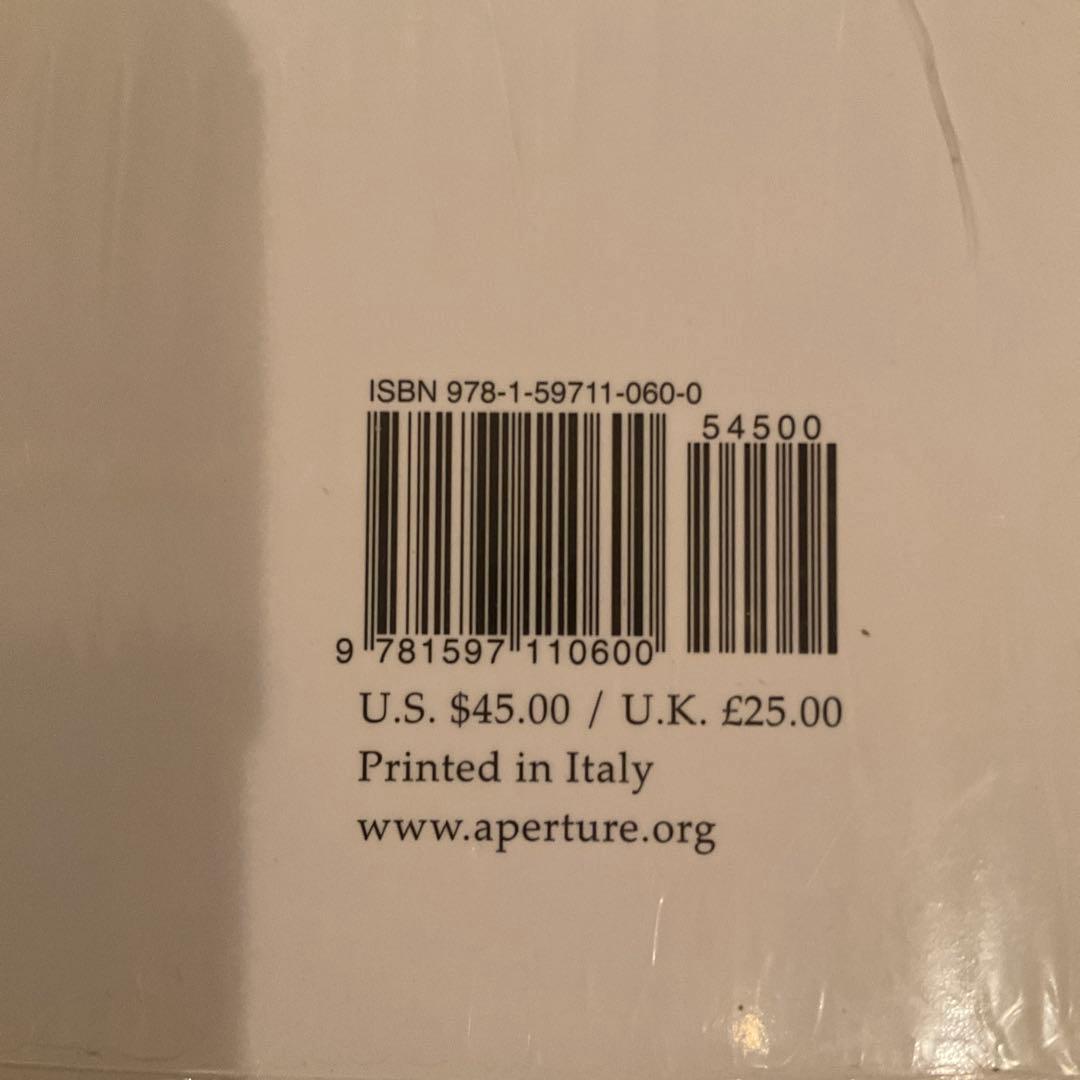 ISBN 978-1-59711-060-0
54500
9 781597 110600
U.S. $45.00 / U.K. £25.00
Printed in Italy
www.aperture.org